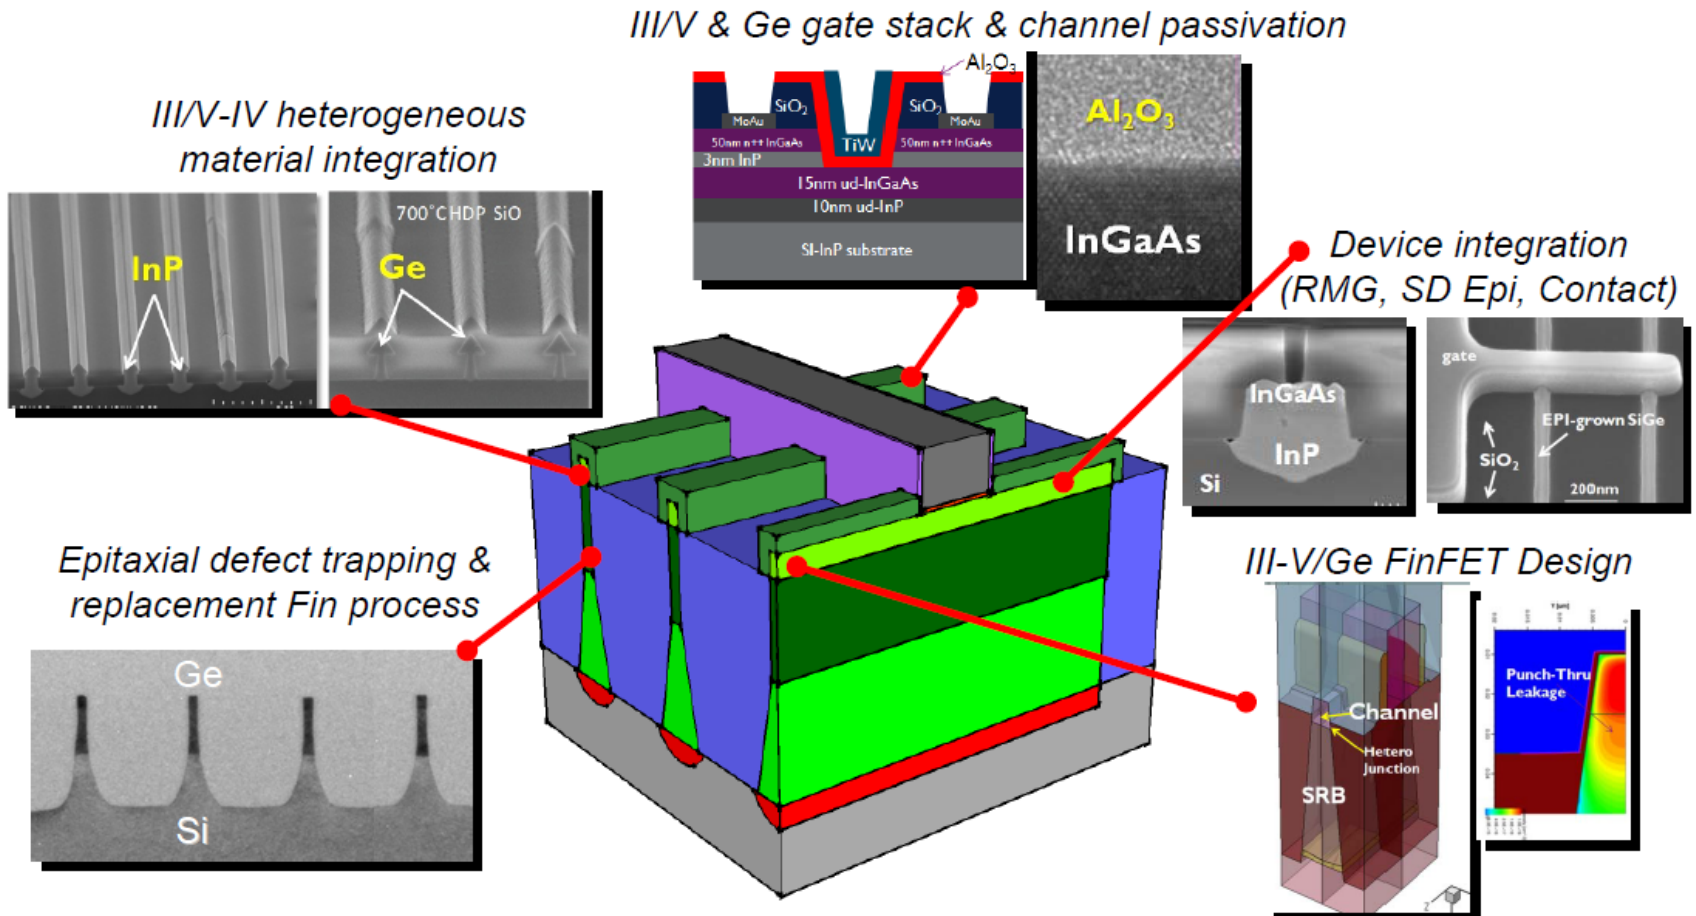 III/V & Ge gate stack & channel passivation
Al₂O₃
SiO₂
SiO₂
MoAu
MoAu
TiW
50nm n++ InGaAs
50nm n++ InGaAs
3nm InP
15nm ud-InGaAs
10nm ud-InP
SI-InP substrate
Al₂O₃
InGaAs
III/V-IV heterogeneous
material integration
InP
700°C HDP SiO
Ge
Device integration
(RMG, SD Epi, Contact)
InGaAs
InP
Si
gate
EPI-grown SiGe
SiO₂
200nm
Epitaxial defect trapping &
replacement Fin process
Ge
Si
III-V/Ge FinFET Design
Channel
Hetero
Junction
SRB
Z
Punch-Thru
Leakage